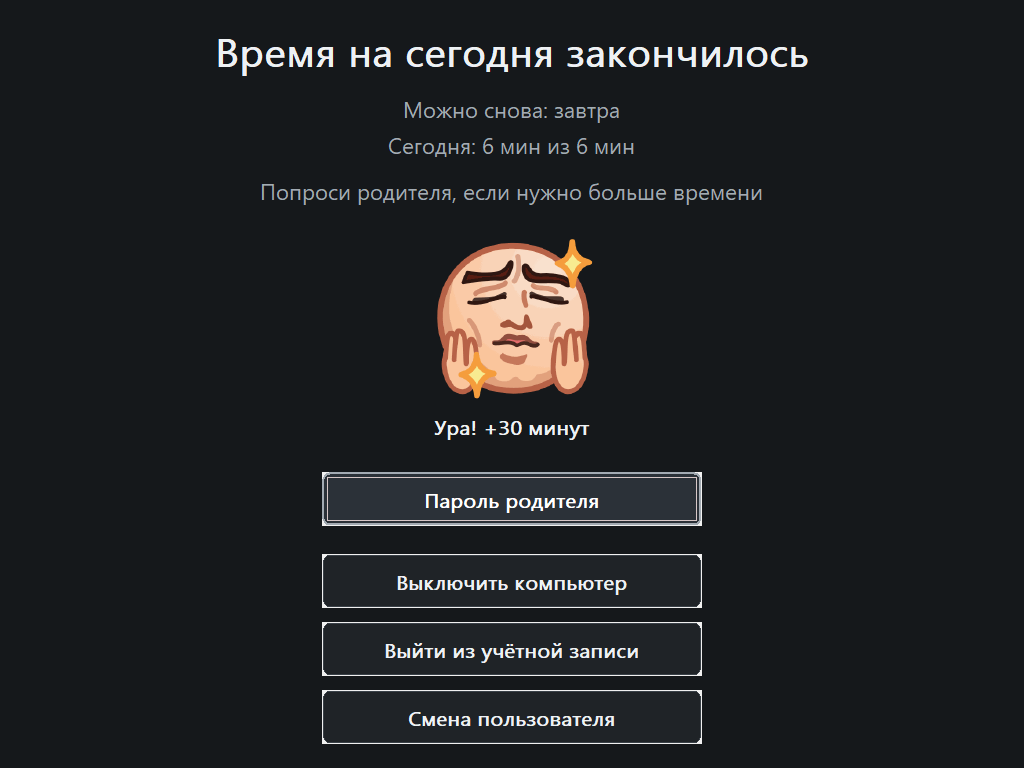 Время на сегодня закончилось
Можно снова: завтра
Сегодня: 6 мин из 6 мин
Попроси родителя, если нужно больше времени
Ура! +30 минут
Пароль родителя
Выключить компьютер
Выйти из учётной записи
Смена пользователя